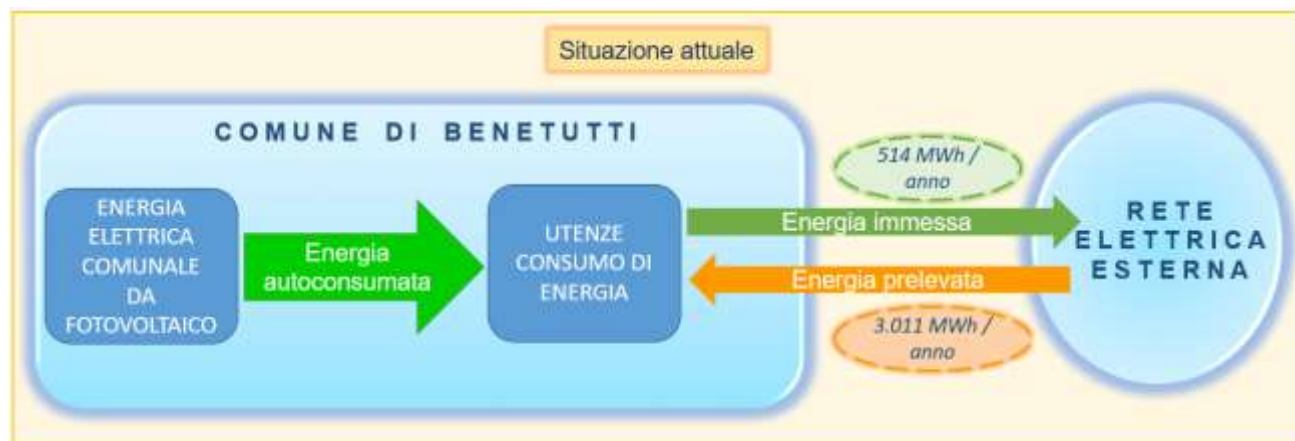 Situazione attuale
COMUNE DI BENETUTTI
ENERGIA
ELETTRICA
COMUNALE
DA
FOTOVOLTAICO
Energia
autoconsumata
UTENZE
CONSUMO DI
ENERGIA
514 MWh /
anno
Energia immessa
Energia prelevata
3.011 MWh /
anno
RETE
ELETTRICA
ESTERNA